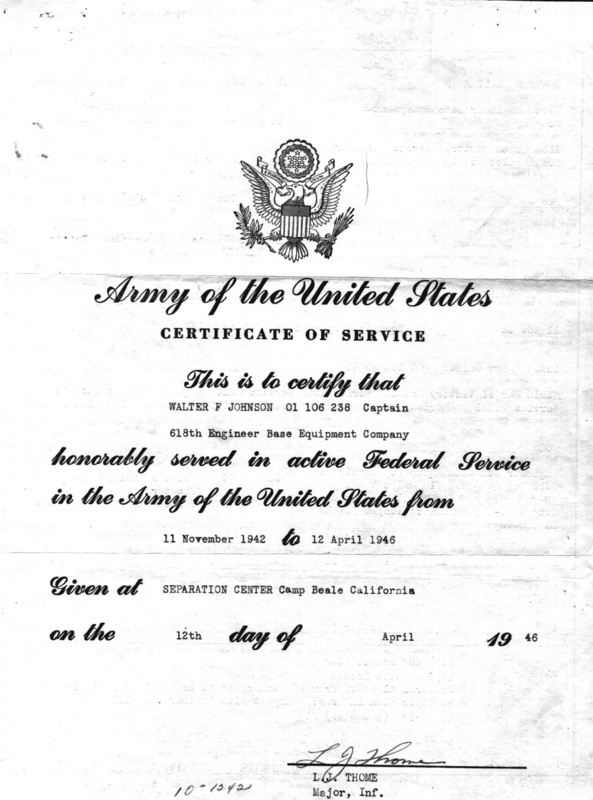 Army of the United States
CERTIFICATE OF SERVICE
This is to certify that
WALTER F JOHNSON 01 106 238 Captain
618th Engineer Base Equipment Company
honorably served in active Federal Service
in the Army of the United States from
11 November 1942 to 12 April 1946
Given at SEPARATION CENTER Camp Beale California
on the 12th day of April 19 46
L J Thome
L.J. THOME
Major, Inf.
10-1242